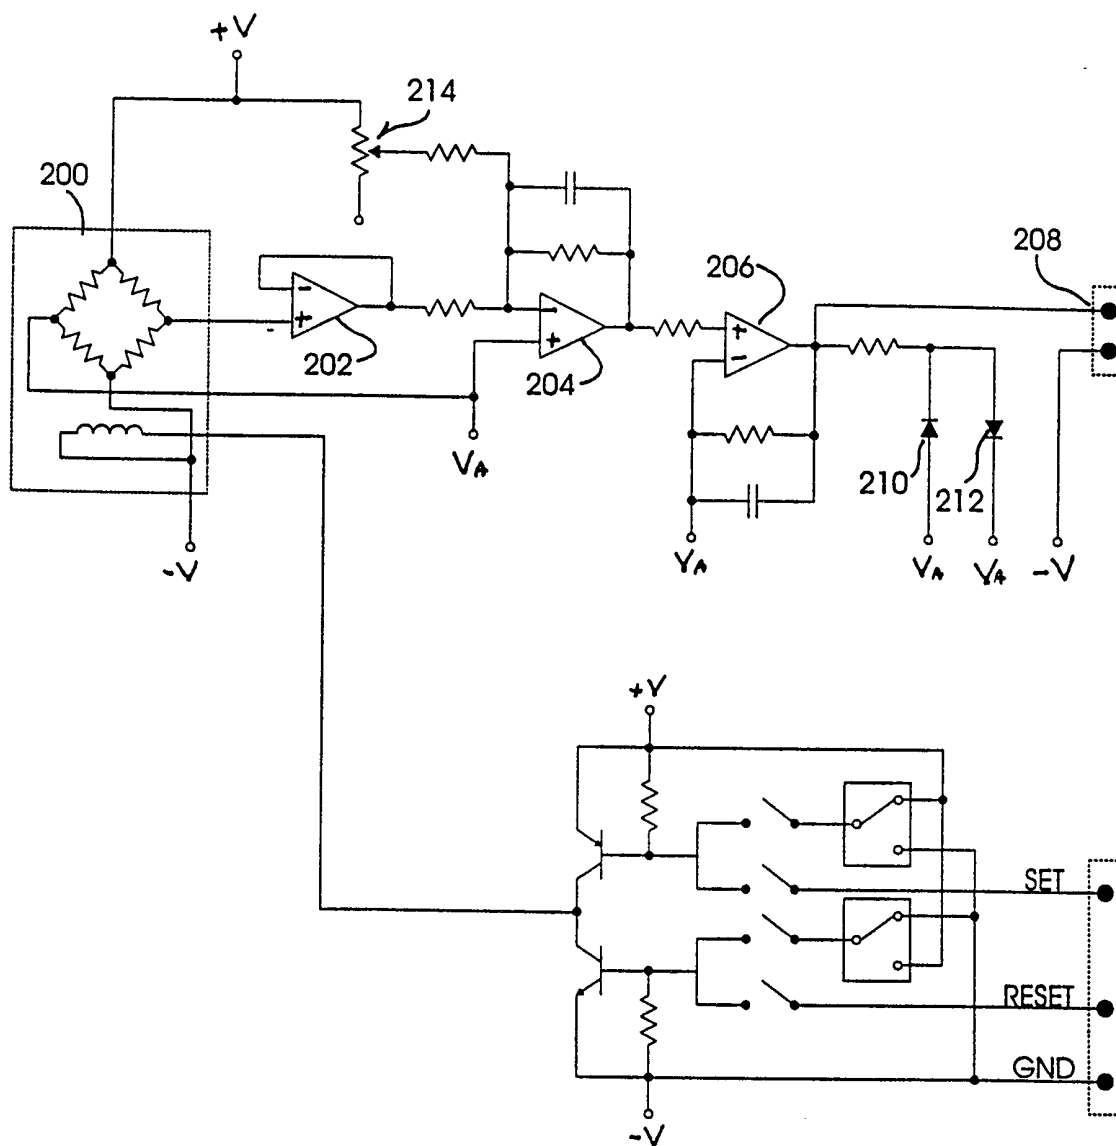 +V
214
200
208
206
-
+
202
-
+
204
+
-
VA
210
212
-V
VA
VA
VA
-V
+V
SET
RESET
GND
-V